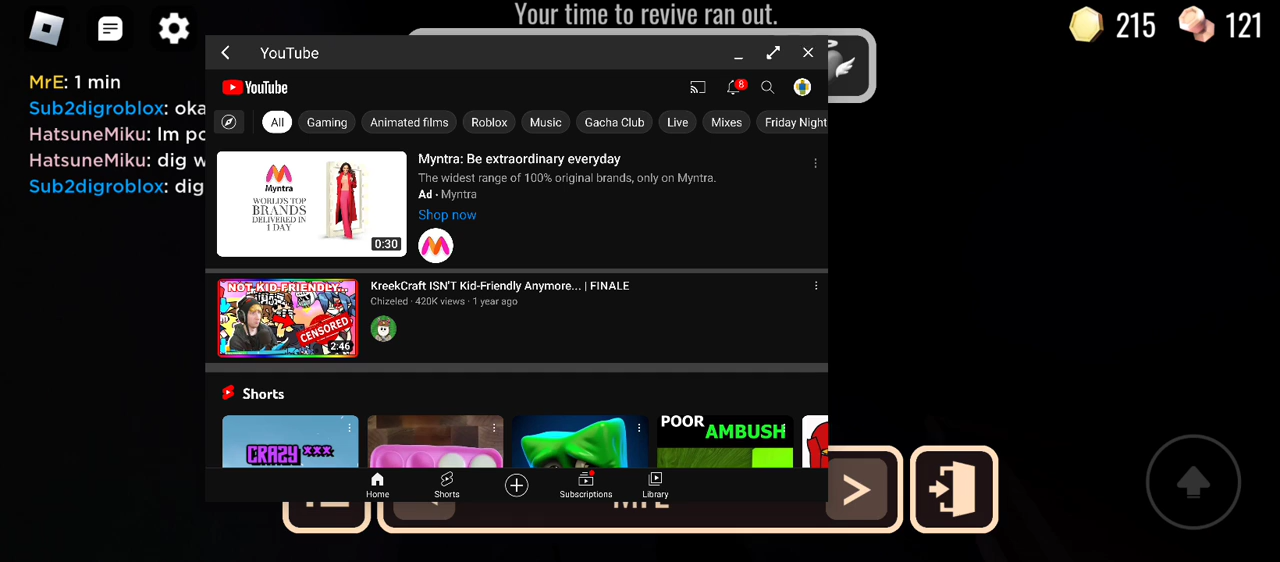 Your time to revive ran out.
215
121
MrE: 1 min
Sub2digroblox: oka
HatsuneMiku: Im po
HatsuneMiku: dig w
Sub2digroblox: dig
YouTube
YouTube
8
All
Gaming
Animated films
Roblox
Music
Gacha Club
Live
Mixes
Friday Night
Myntra
WORLD'S TOP
BRANDS
DELIVERED IN
1 DAY
0:30
Myntra: Be extraordinary everyday
The widest range of 100% original brands, only on Myntra.
Ad · Myntra
Shop now
NOT KID-FRIENDLY...
CENSORED
2:46
KreekCraft ISN'T Kid-Friendly Anymore... | FINALE
Chizeled · 420K views · 1 year ago
Shorts
CRAZY ***
POOR
AMBUSH
Home
Shorts
Subscriptions
Library